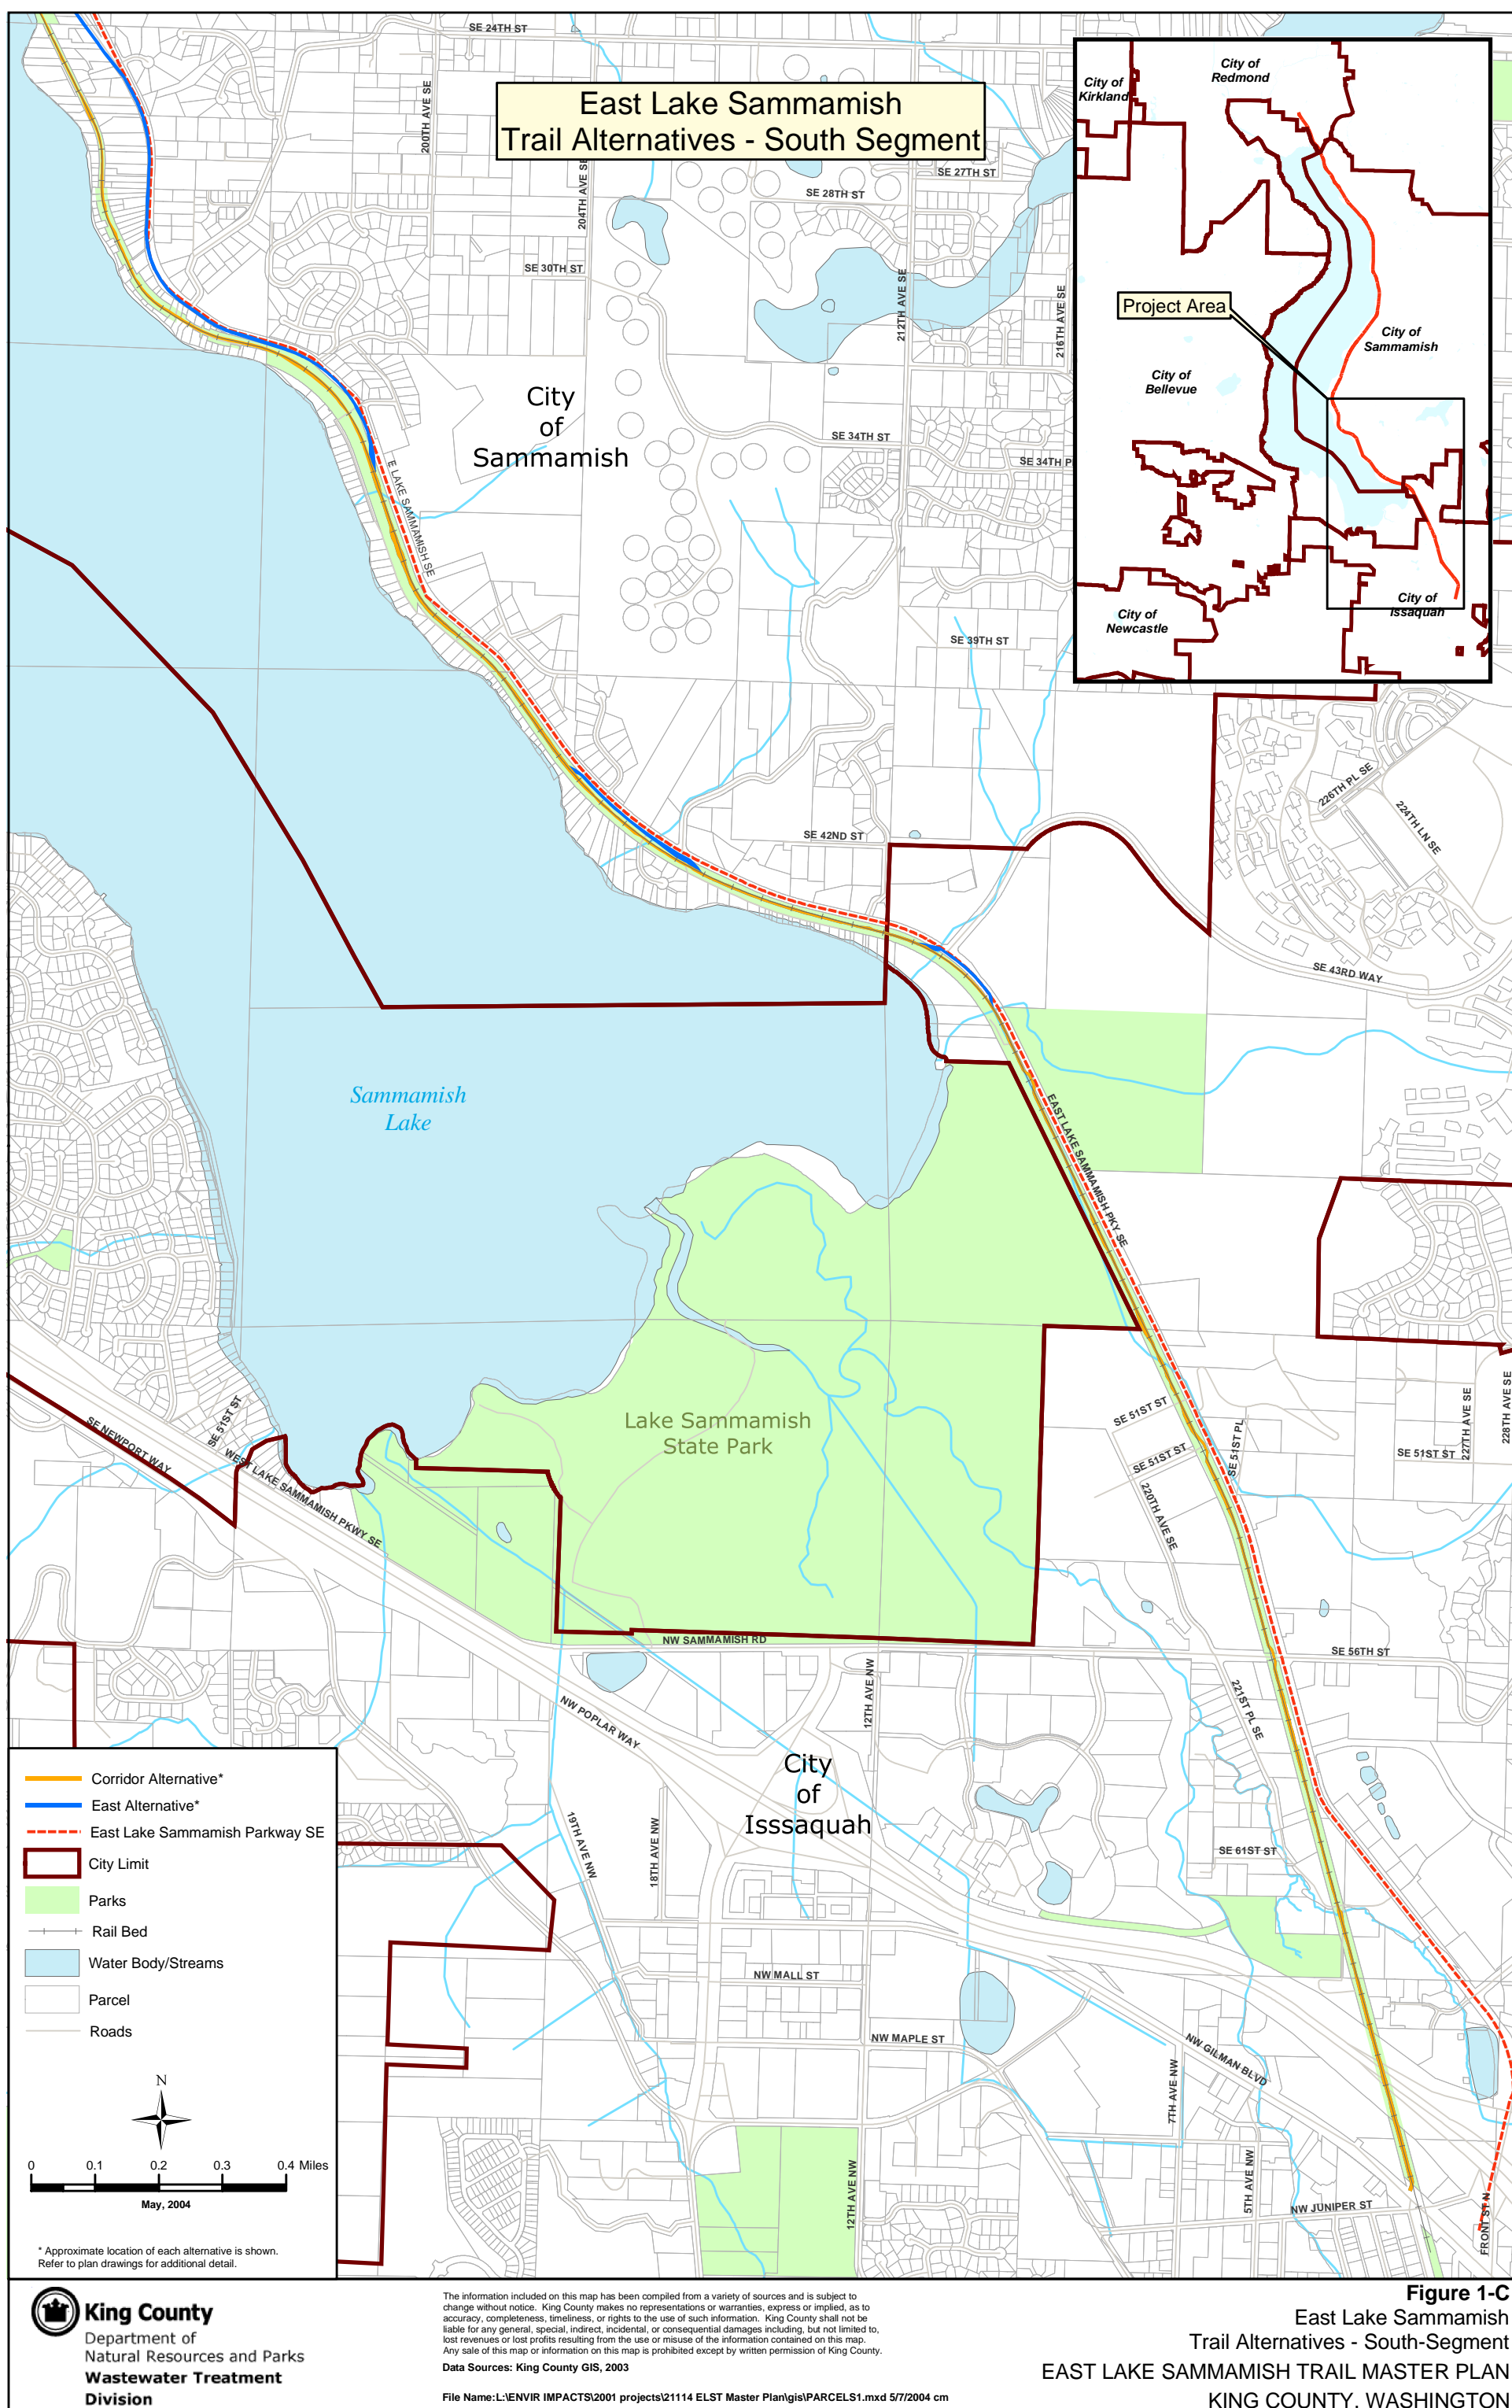 SE 24TH ST
East Lake Sammamish
Trail Alternatives - South Segment
200TH AVE SE
204TH AVE SE
SE 27TH ST
SE 28TH ST
SE 30TH ST
212TH AVE SE
216TH AVE SE
City of
Kirkland
City of
Redmond
Project Area
City of
Sammamish
City of
Bellevue
City of
Issaquah
City of
Newcastle
City
of
Sammamish
E LAKE SAMMAMISH SE
SE 34TH ST
SE 34TH P
SE 39TH ST
226TH PL SE
224TH LN SE
SE 42ND ST
SE 43RD WAY
Sammamish
Lake
EAST LAKE SAMMAMISH PKY SE
Lake Sammamish
State Park
SE 51ST ST
SE NEWPORT WAY
WEST LAKE SAMMAMISH PKWY SE
SE 51ST ST
SE 51ST ST
SE 51ST PL
220TH AVE SE
SE 51ST ST
227TH AVE SE
228TH AVE SE
NW SAMMAMISH RD
SE 56TH ST
NW POPLAR WAY
12TH AVE NW
221ST PL SE
City
of
Isssaquah
19TH AVE NW
18TH AVE NW
SE 61ST ST
NW MALL ST
NW MAPLE ST
NW GILMAN BLVD
7TH AVE NW
5TH AVE NW
12TH AVE NW
NW JUNIPER ST
FRONT ST N
Corridor Alternative*
East Alternative*
East Lake Sammamish Parkway SE
City Limit
Parks
Rail Bed
Water Body/Streams
Parcel
Roads
N
0 0.1 0.2 0.3 0.4 Miles
May, 2004
* Approximate location of each alternative is shown.
Refer to plan drawings for additional detail.
King County
Department of
Natural Resources and Parks
Wastewater Treatment
Division
The information included on this map has been compiled from a variety of sources and is subject to
change without notice. King County makes no representations or warranties, express or implied, as to
accuracy, completeness, timeliness, or rights to the use of such information. King County shall not be
liable for any general, special, indirect, incidental, or consequential damages including, but not limited to,
lost revenues or lost profits resulting from the use or misuse of the information contained on this map.
Any sale of this map or information on this map is prohibited except by written permission of King County.
Data Sources: King County GIS, 2003
File Name:L:\ENVIR IMPACTS\2001 projects\21114 ELST Master Plan\gis\PARCELS1.mxd 5/7/2004 cm
Figure 1-C
East Lake Sammamish
Trail Alternatives - South-Segment
EAST LAKE SAMMAMISH TRAIL MASTER PLAN
KING COUNTY, WASHINGTON